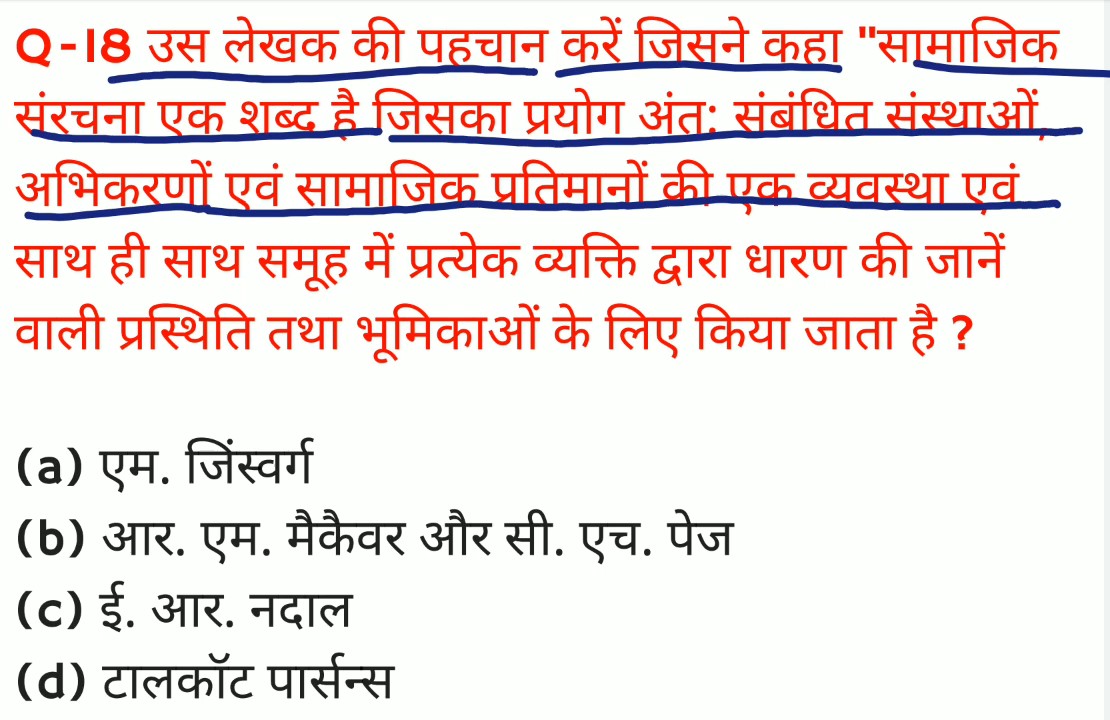 Q-18 उस लेखक की पहचान करें जिसने कहा "सामाजिक
संरचना एक शब्द है जिसका प्रयोग अंत: संबंधित संस्थाओं,
अभिकरणों एवं सामाजिक प्रतिमानों की एक व्यवस्था एवं
साथ ही साथ समूह में प्रत्येक व्यक्ति द्वारा धारण की जानें
वाली प्रस्थिति तथा भूमिकाओं के लिए किया जाता है ?
(a) एम. जिंस्वर्ग
(b) आर. एम. मैकैवर और सी. एच. पेज
(c) ई. आर. नदाल
(d) टालकॉट पार्सन्स